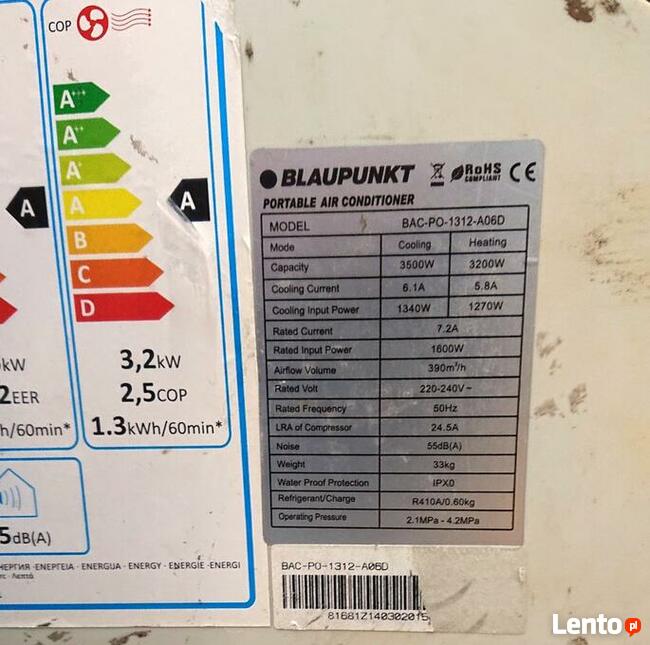 COP
A+++
A++
A+
A
B
C
D
A
A
kW
3,2kW
2EER
2,5COP
h/60min*
1.3kWh/60min*
5dB(A)
ЕНЕРГИЯ · ΕΝΕΡΓΕΙΑ · ENERGIJA · ENERGY · ENERGIE · ENERGI
BLAUPUNKT
RoHS
COMPLIANT
CE
PORTABLE AIR CONDITIONER
MODEL BAC-PO-1312-A06D
Mode Cooling Heating
Capacity 3500W 3200W
Cooling Current 6.1A 5.8A
Cooling Input Power 1340W 1270W
Rated Current 7.2A
Rated Input Power 1600W
Airflow Volume 390m³/h
Rated Volt 220-240V~
Rated Frequency 50Hz
LRA of Compressor 24.5A
Noise 55dB(A)
Weight 33kg
Water Proof Protection IPX0
Refrigerant/Charge R410A/0.60kg
Operating Pressure 2.1MPa - 4.2MPa
BAC-PO-1312-A06D
81681Z140302015
Lento.pl